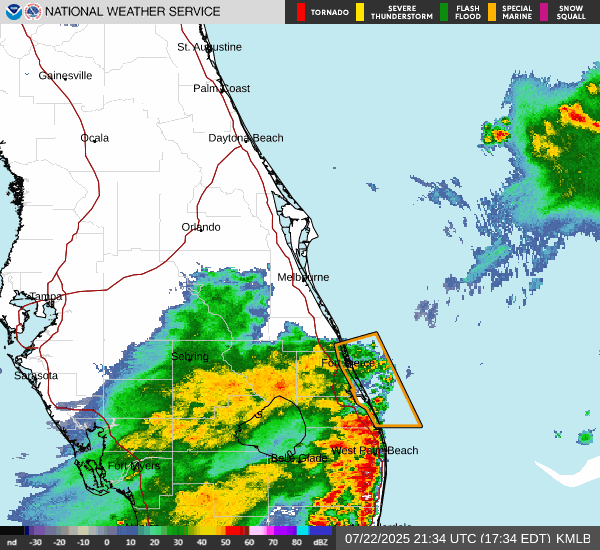 NATIONAL WEATHER SERVICE
TORNADO
SEVERE
THUNDERSTORM
FLASH
FLOOD
SPECIAL
MARINE
SNOW
SQUALL
St. Augustine
Gainesville
Palm Coast
Ocala
Daytona Beach
Orlando
Melbourne
Tampa
Sebring
Fort Pierce
Sarasota
West Palm Beach
Belle Glade
Fort Myers
nd -30 -20 -10 0 10 20 30 40 50 60 70 80 dBZ
07/22/2025 21:34 UTC (17:34 EDT) KMLB